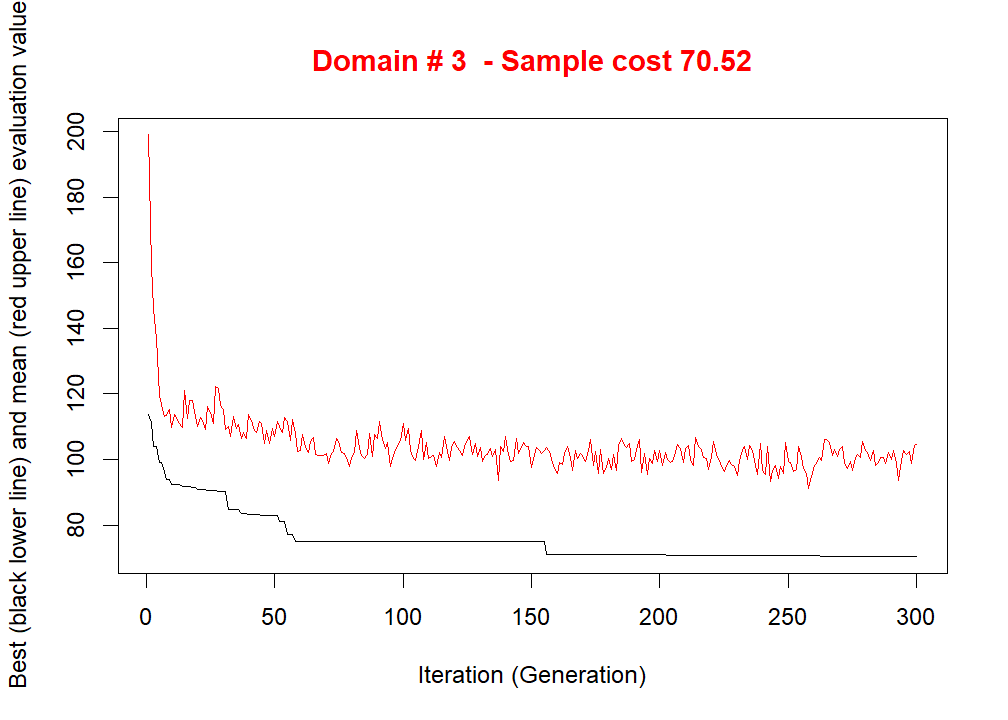 Domain # 3  - Sample cost 70.52
Best (black lower line) and mean (red upper line) evaluation value
200
180
160
140
120
100
80
0 50 100 150 200 250 300
Iteration (Generation)